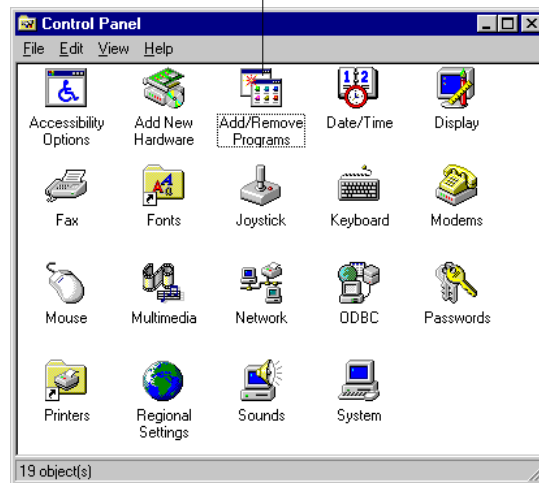 Control Panel
File Edit View Help
Accessibility Options
Add New Hardware
Add/Remove Programs
Date/Time
Display
Fax
Fonts
Joystick
Keyboard
Modems
Mouse
Multimedia
Network
ODBC
Passwords
Printers
Regional Settings
Sounds
System
19 object(s)